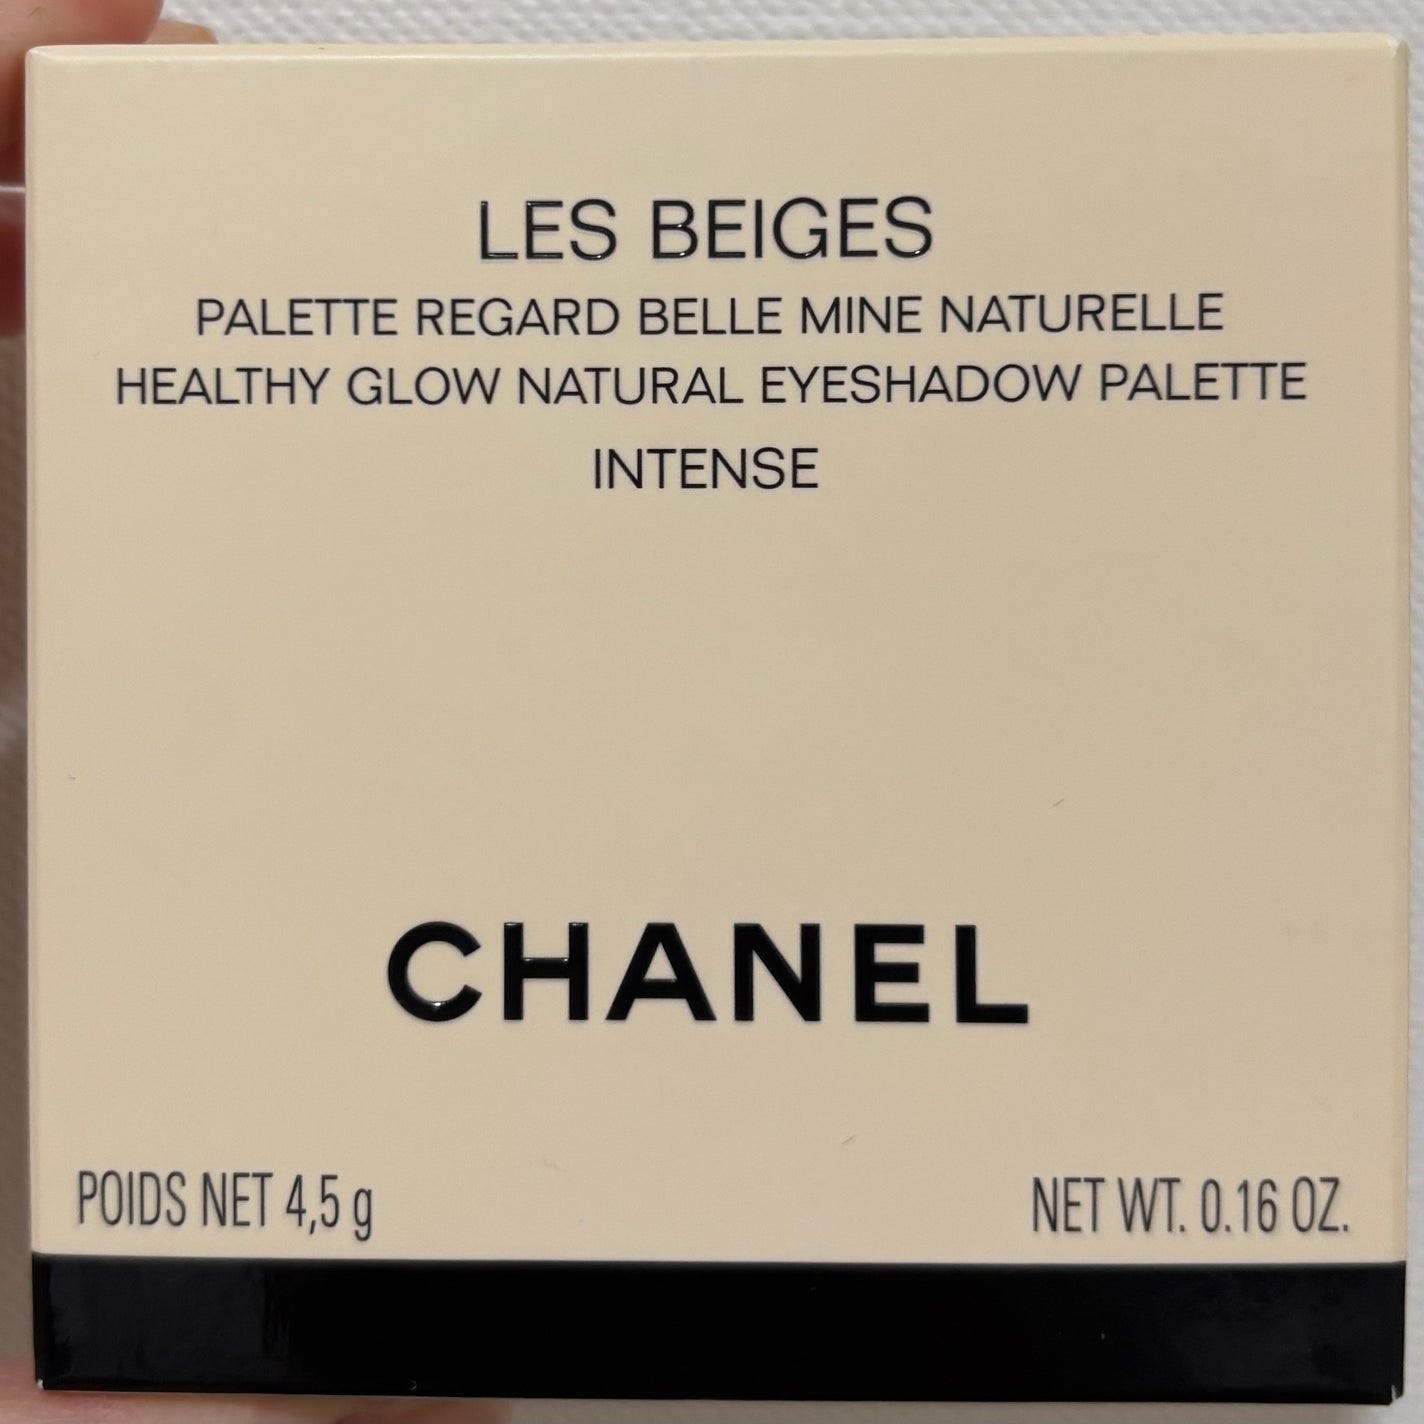 LES BEIGES
PALETTE REGARD BELLE MINE NATURELLE
HEALTHY GLOW NATURAL EYESHADOW PALETTE
INTENSE
CHANEL
POIDS NET 4,5 g
NET WT. 0.16 OZ.